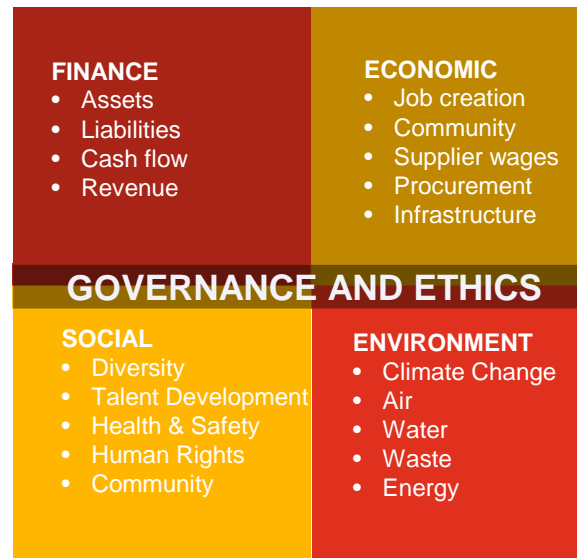 FINANCE
• Assets
• Liabilities
• Cash flow
• Revenue
ECONOMIC
• Job creation
• Community
• Supplier wages
• Procurement
• Infrastructure
GOVERNANCE AND ETHICS
SOCIAL
• Diversity
• Talent Development
• Health & Safety
• Human Rights
• Community
ENVIRONMENT
• Climate Change
• Air
• Water
• Waste
• Energy